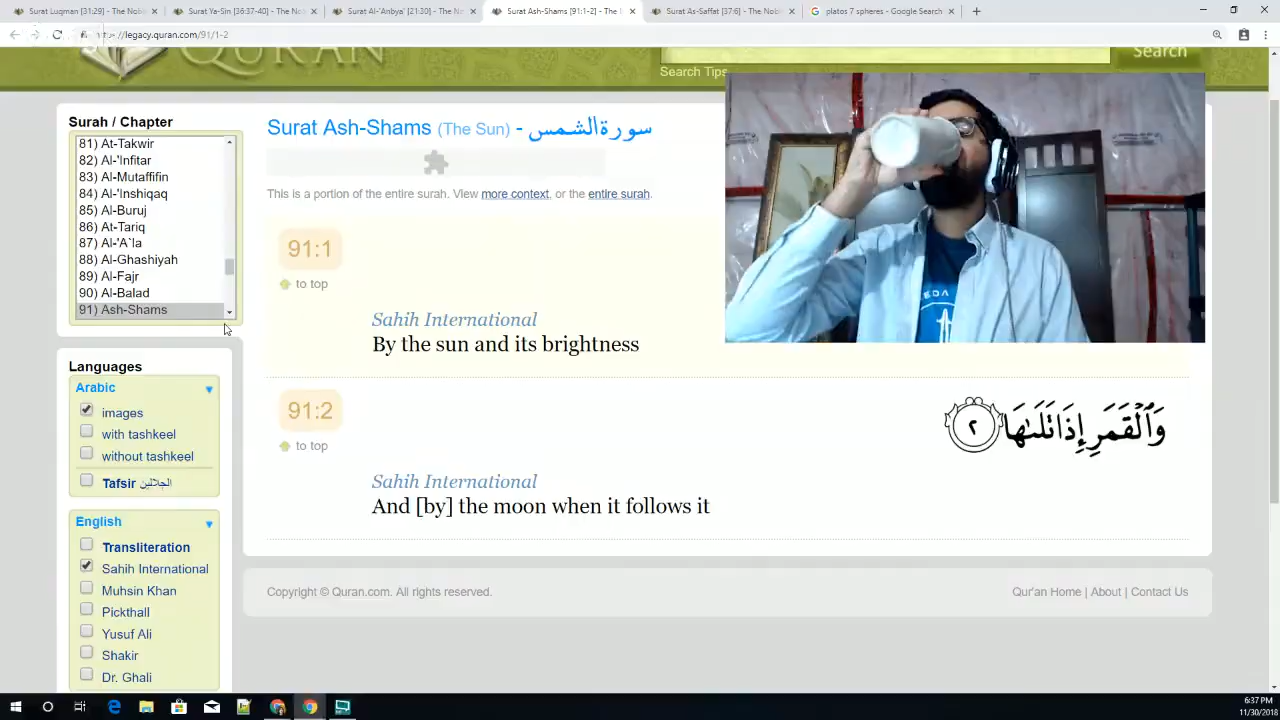 Surat Luqman [31:29] - The Nobl
Surat Ya-Sin [36:37-40] - The
Surat Al-'Anbya' [21:30] - The No
Surat Ash-Shams [91:1-2] - The
Surat As-Saffat [37:6] - The Nobl
platos 7 spheres - Google Search
https://legacy.quran.com/91/1-2
QURAN
Search
Search Tips
Surah / Chapter
81) At-Takwir
82) Al-'Infitar
83) Al-Mutaffifin
84) Al-'Inshiqaq
85) Al-Buruj
86) At-Tariq
87) Al-'A`la
88) Al-Ghashiyah
89) Al-Fajr
90) Al-Balad
91) Ash-Shams
Surat Ash-Shams (The Sun) - سورة الشمس
This is a portion of the entire surah. View more context, or the entire surah.
91:1
to top
Sahih International
By the sun and its brightness
91:2
to top
وَٱلْقَمَرِ إِذَا تَلَىٰهَا ٢
Sahih International
And [by] the moon when it follows it
Languages
Arabic
images
with tashkeel
without tashkeel
Tafsir الجلالين
English
Transliteration
Sahih International
Muhsin Khan
Pickthall
Yusuf Ali
Shakir
Dr. Ghali
Copyright © Quran.com. All rights reserved.
Qur'an Home | About | Contact Us
6:37 PM
11/30/2018